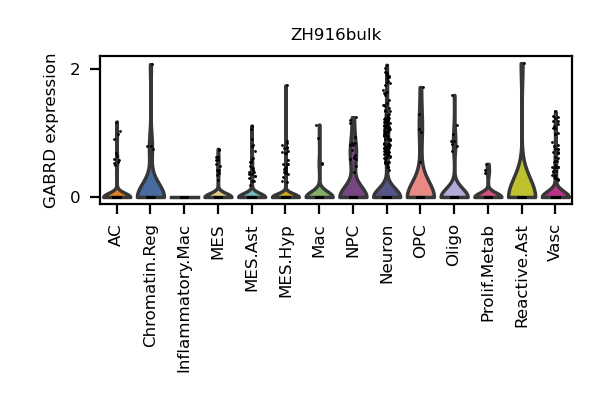 ZH916bulk
GABRD expression
2
0
AC
Chromatin.Reg
Inflammatory.Mac
MES
MES.Ast
MES.Hyp
Mac
NPC
Neuron
OPC
Oligo
Prolif.Metab
Reactive.Ast
Vasc